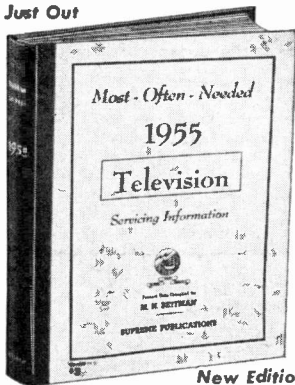 Just Out
Most - Often - Needed
1955
Television
Servicing Information
M. N. BEITMAN
SUPREME PUBLICATIONS
New Editio